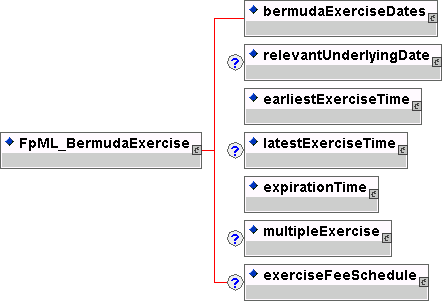 bermudaExerciseDates
? relevantUnderlyingDate
earliestExerciseTime
FpML_BermudaExercise
? latestExerciseTime
expirationTime
? multipleExercise
? exerciseFeeSchedule